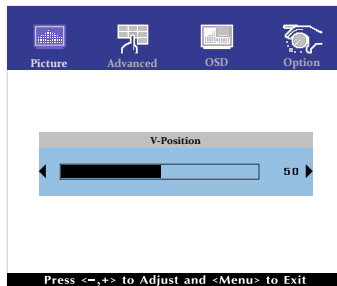 Picture Advanced OSD Option
V-Position
50
Press <−,+> to Adjust and <Menu> to Exit